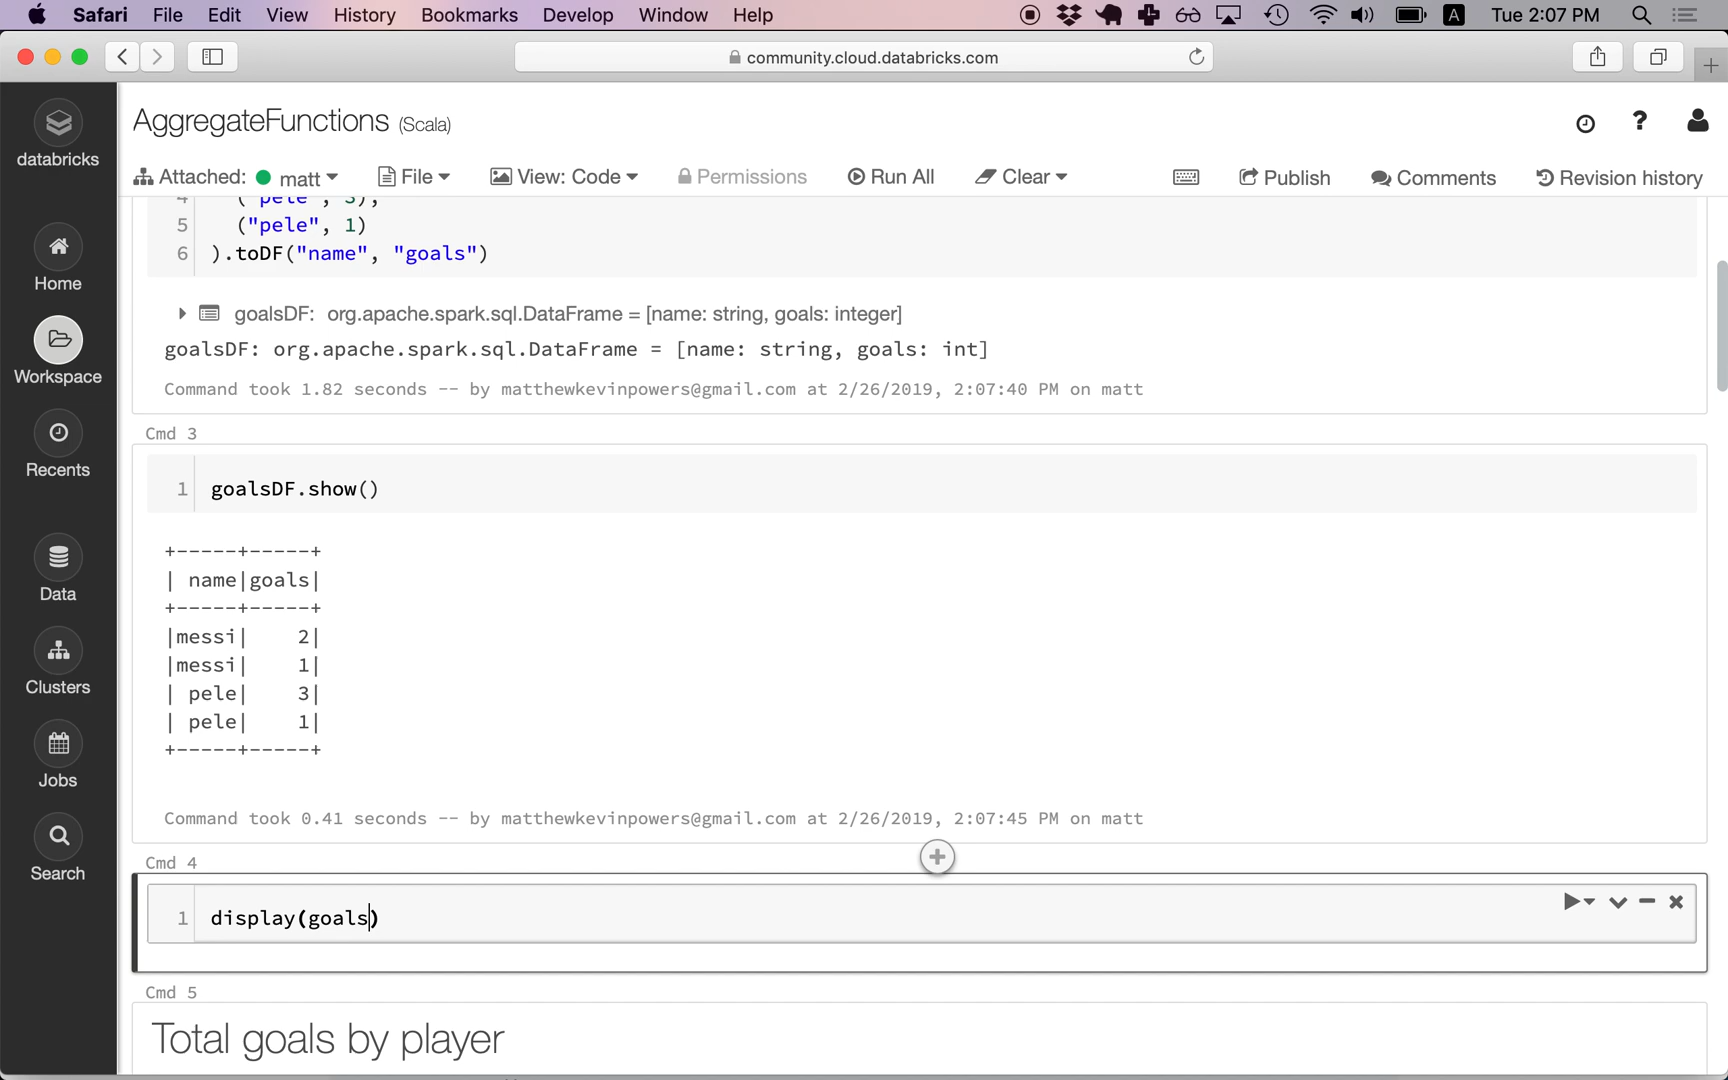 Safari File Edit View History Bookmarks Develop Window Help A Tue 2:07 PM
community.cloud.databricks.com
databricks
Home
Workspace
Recents
Data
Clusters
Jobs
Search
AggregateFunctions (Scala)
?
Attached: matt File View: Code Permissions Run All Clear Publish Comments Revision history
4 ("pele", 3),
5 ("pele", 1)
6 ).toDF("name", "goals")
goalsDF: org.apache.spark.sql.DataFrame = [name: string, goals: integer]
goalsDF: org.apache.spark.sql.DataFrame = [name: string, goals: int]
Command took 1.82 seconds -- by matthewkevinpowers@gmail.com at 2/26/2019, 2:07:40 PM on matt
Cmd 3
1 goalsDF.show()
+-----+-----+
| name|goals|
+-----+-----+
|messi|    2|
|messi|    1|
| pele|    3|
| pele|    1|
+-----+-----+
Command took 0.41 seconds -- by matthewkevinpowers@gmail.com at 2/26/2019, 2:07:45 PM on matt
Cmd 4
1 display(goals)
Cmd 5
Total goals by player